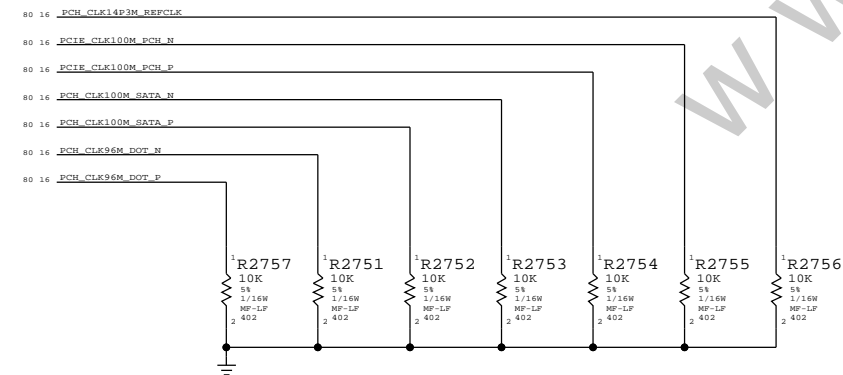 80 16 PCH_CLK14P3M_REFCLK
80 16 PCIE_CLK100M_PCH_N
80 16 PCIE_CLK100M_PCH_P
80 16 PCH_CLK100M_SATA_N
80 16 PCH_CLK100M_SATA_P
80 16 PCH_CLK96M_DOT_N
80 16 PCH_CLK96M_DOT_P
1 R2757
10K
5%
1/16W
MF-LF
2 402
1 R2751
10K
5%
1/16W
MF-LF
2 402
1 R2752
10K
5%
1/16W
MF-LF
2 402
1 R2753
10K
5%
1/16W
MF-LF
2 402
1 R2754
10K
5%
1/16W
MF-LF
2 402
1 R2755
10K
5%
1/16W
MF-LF
2 402
1 R2756
10K
5%
1/16W
MF-LF
2 402